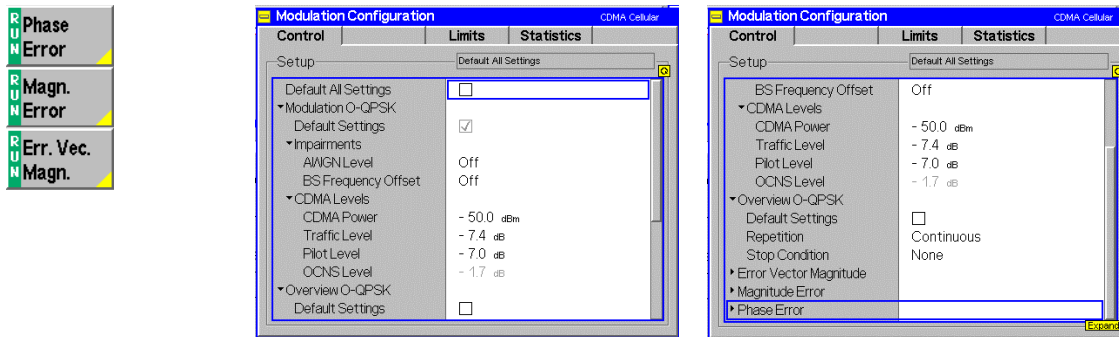 RUN Phase Error
RUN Magn. Error
RUN Err. Vec. Magn.
Modulation Configuration CDMA Cellular
Control Limits Statistics
Setup Default All Settings
Default All Settings
Modulation O-QPSK
Default Settings
Impairments
AWGN Level Off
BS Frequency Offset Off
CDMA Levels
CDMA Power - 50.0 dBm
Traffic Level - 7.4 dB
Pilot Level - 7.0 dB
OCNS Level - 1.7 dB
Overview O-QPSK
Default Settings
Modulation Configuration CDMA Cellular
Control Limits Statistics
Setup Default All Settings
BS Frequency Offset Off
CDMA Levels
CDMA Power - 50.0 dBm
Traffic Level - 7.4 dB
Pilot Level - 7.0 dB
OCNS Level - 1.7 dB
Overview O-QPSK
Default Settings
Repetition Continuous
Stop Condition None
Error Vector Magnitude
Magnitude Error
Phase Error
Expand